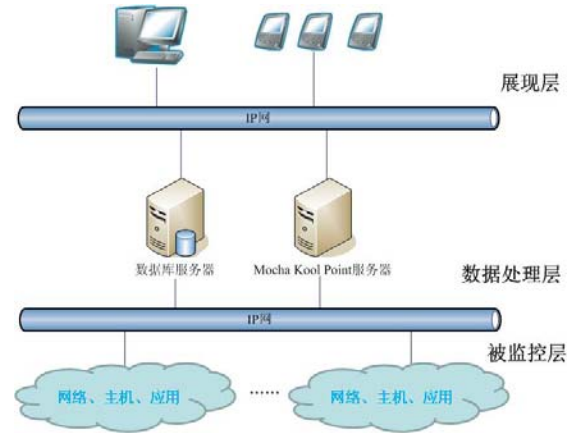 展现层
IP网
数据库服务器
Mocha Kool Point服务器
数据处理层
IP网
被监控层
网络、主机、应用
......
网络、主机、应用